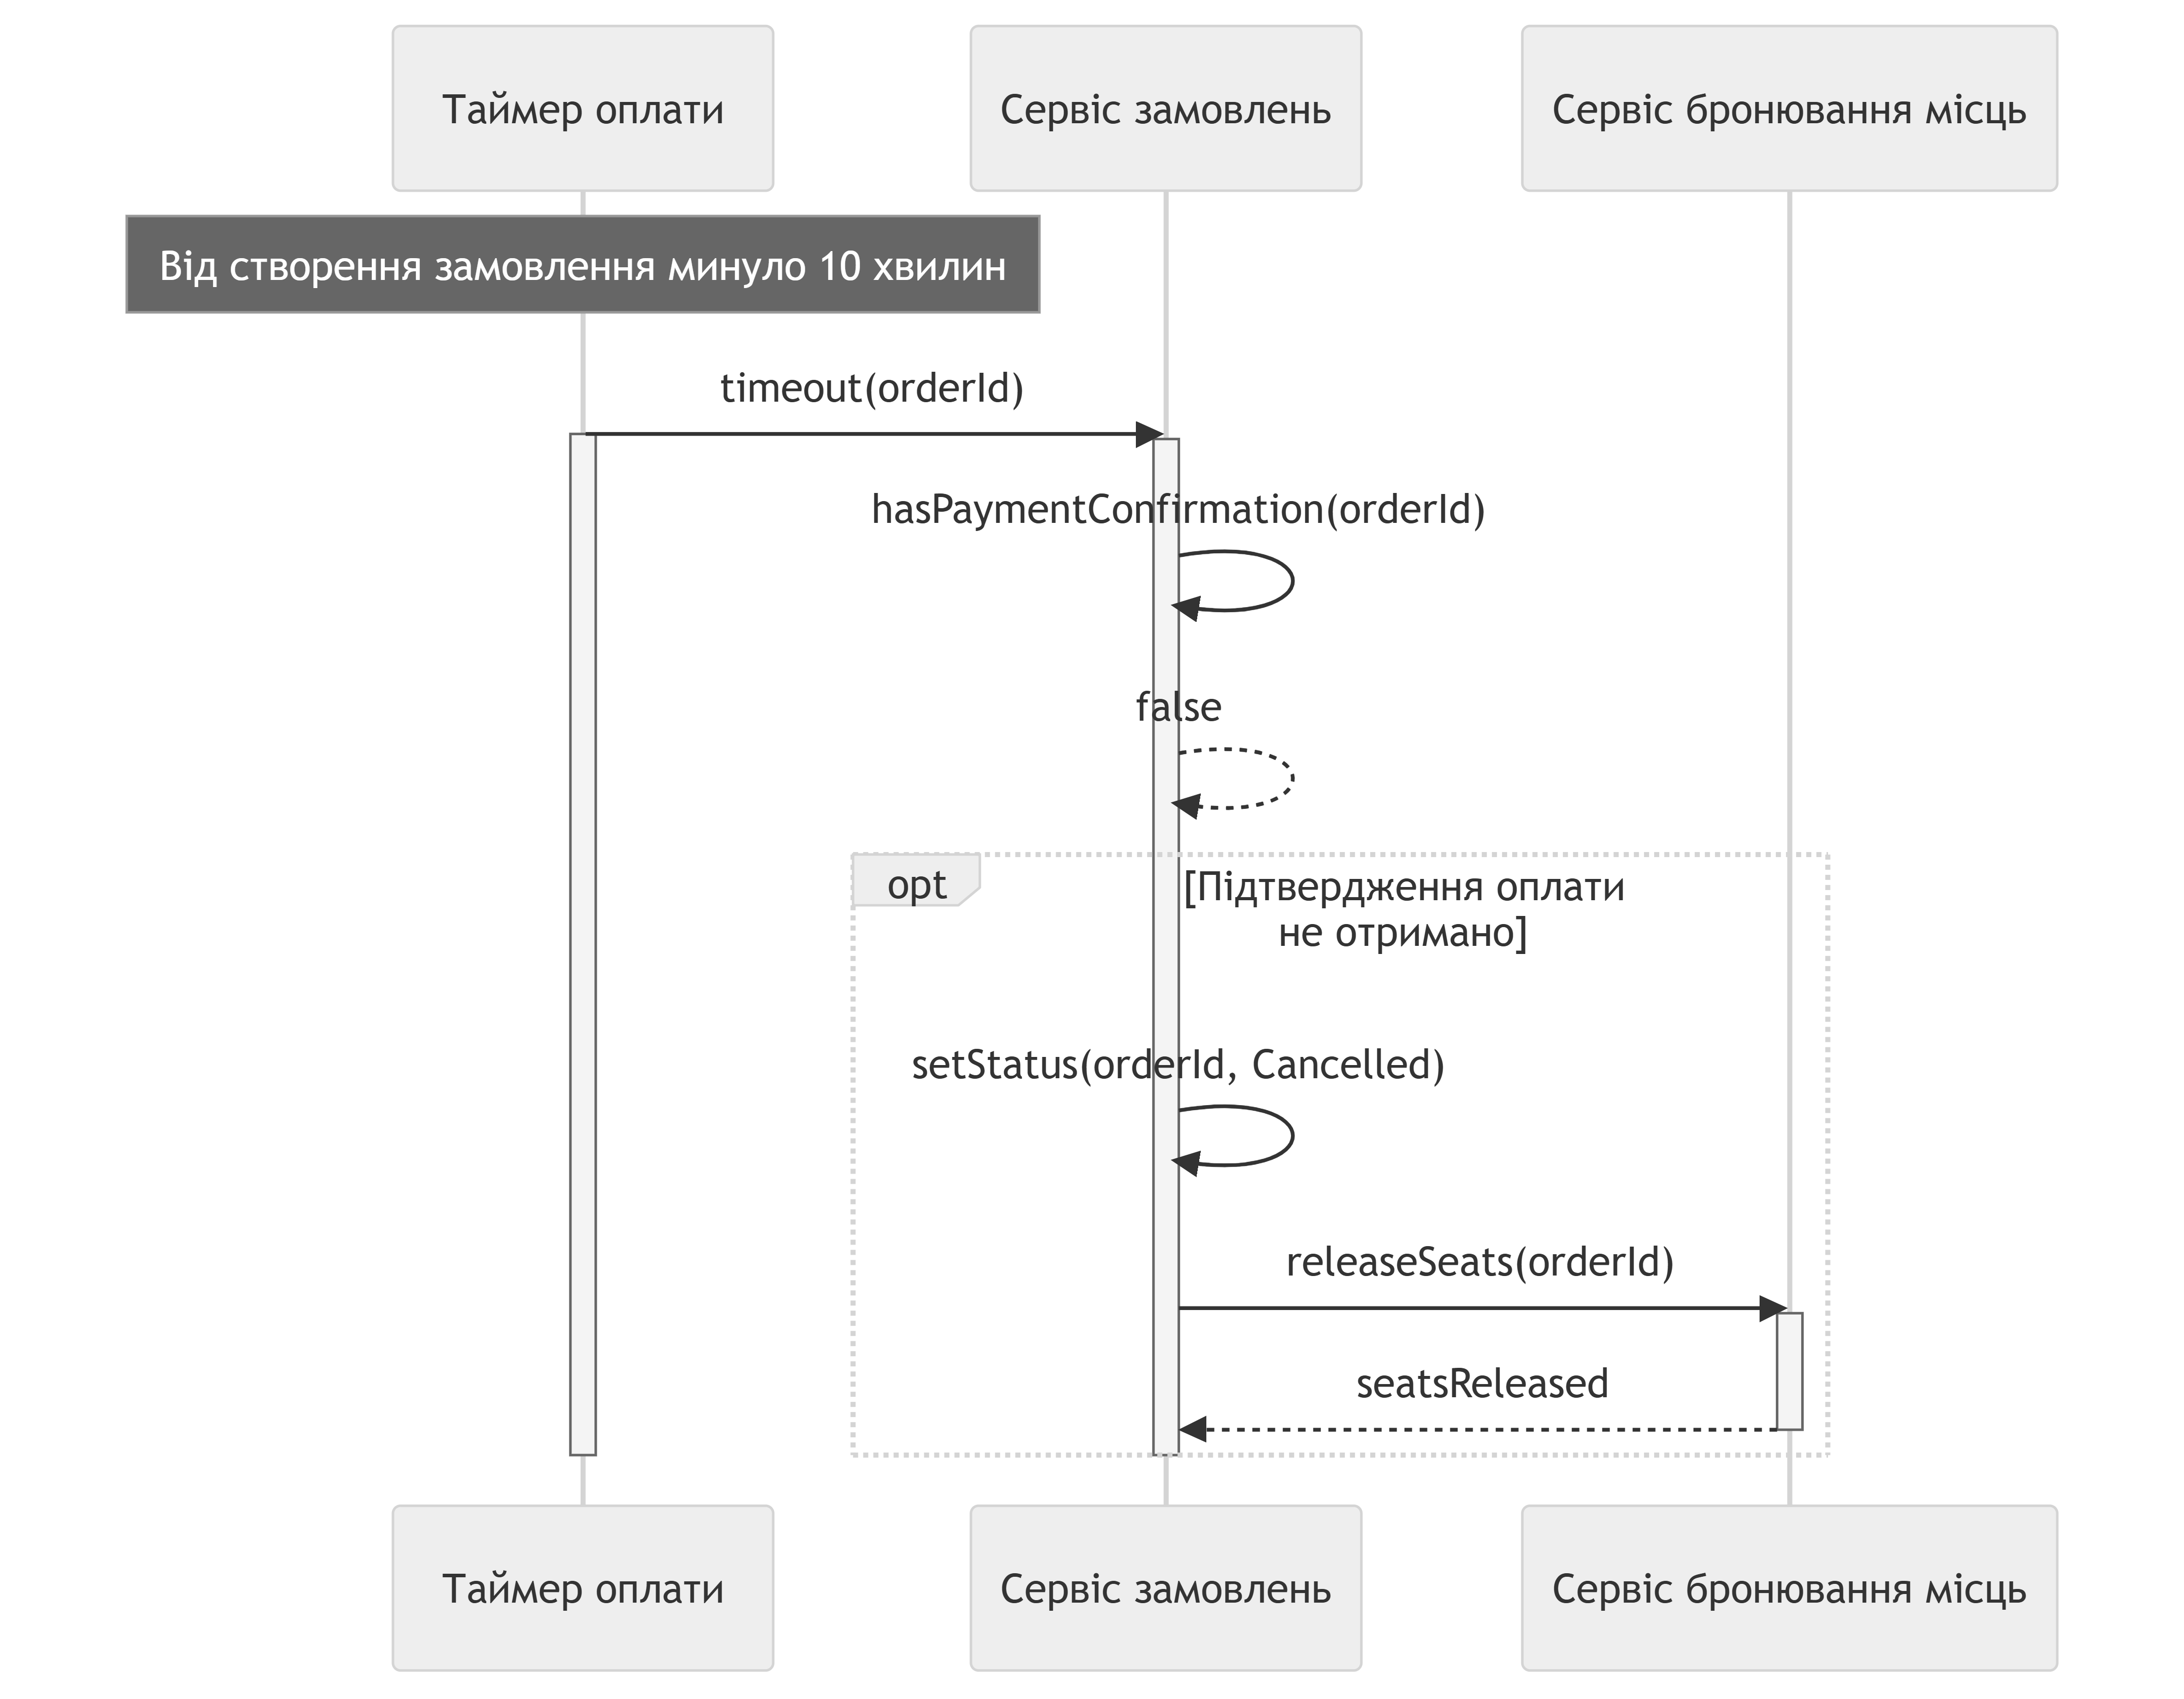 Таймер оплати
Сервіс замовлень
Сервіс бронювання місць
Від створення замовлення минуло 10 хвилин
timeout(orderId)
hasPaymentConfirmation(orderId)
false
opt
[Підтвердження оплати
не отримано]
setStatus(orderId, Cancelled)
releaseSeats(orderId)
seatsReleased
Таймер оплати
Сервіс замовлень
Сервіс бронювання місць